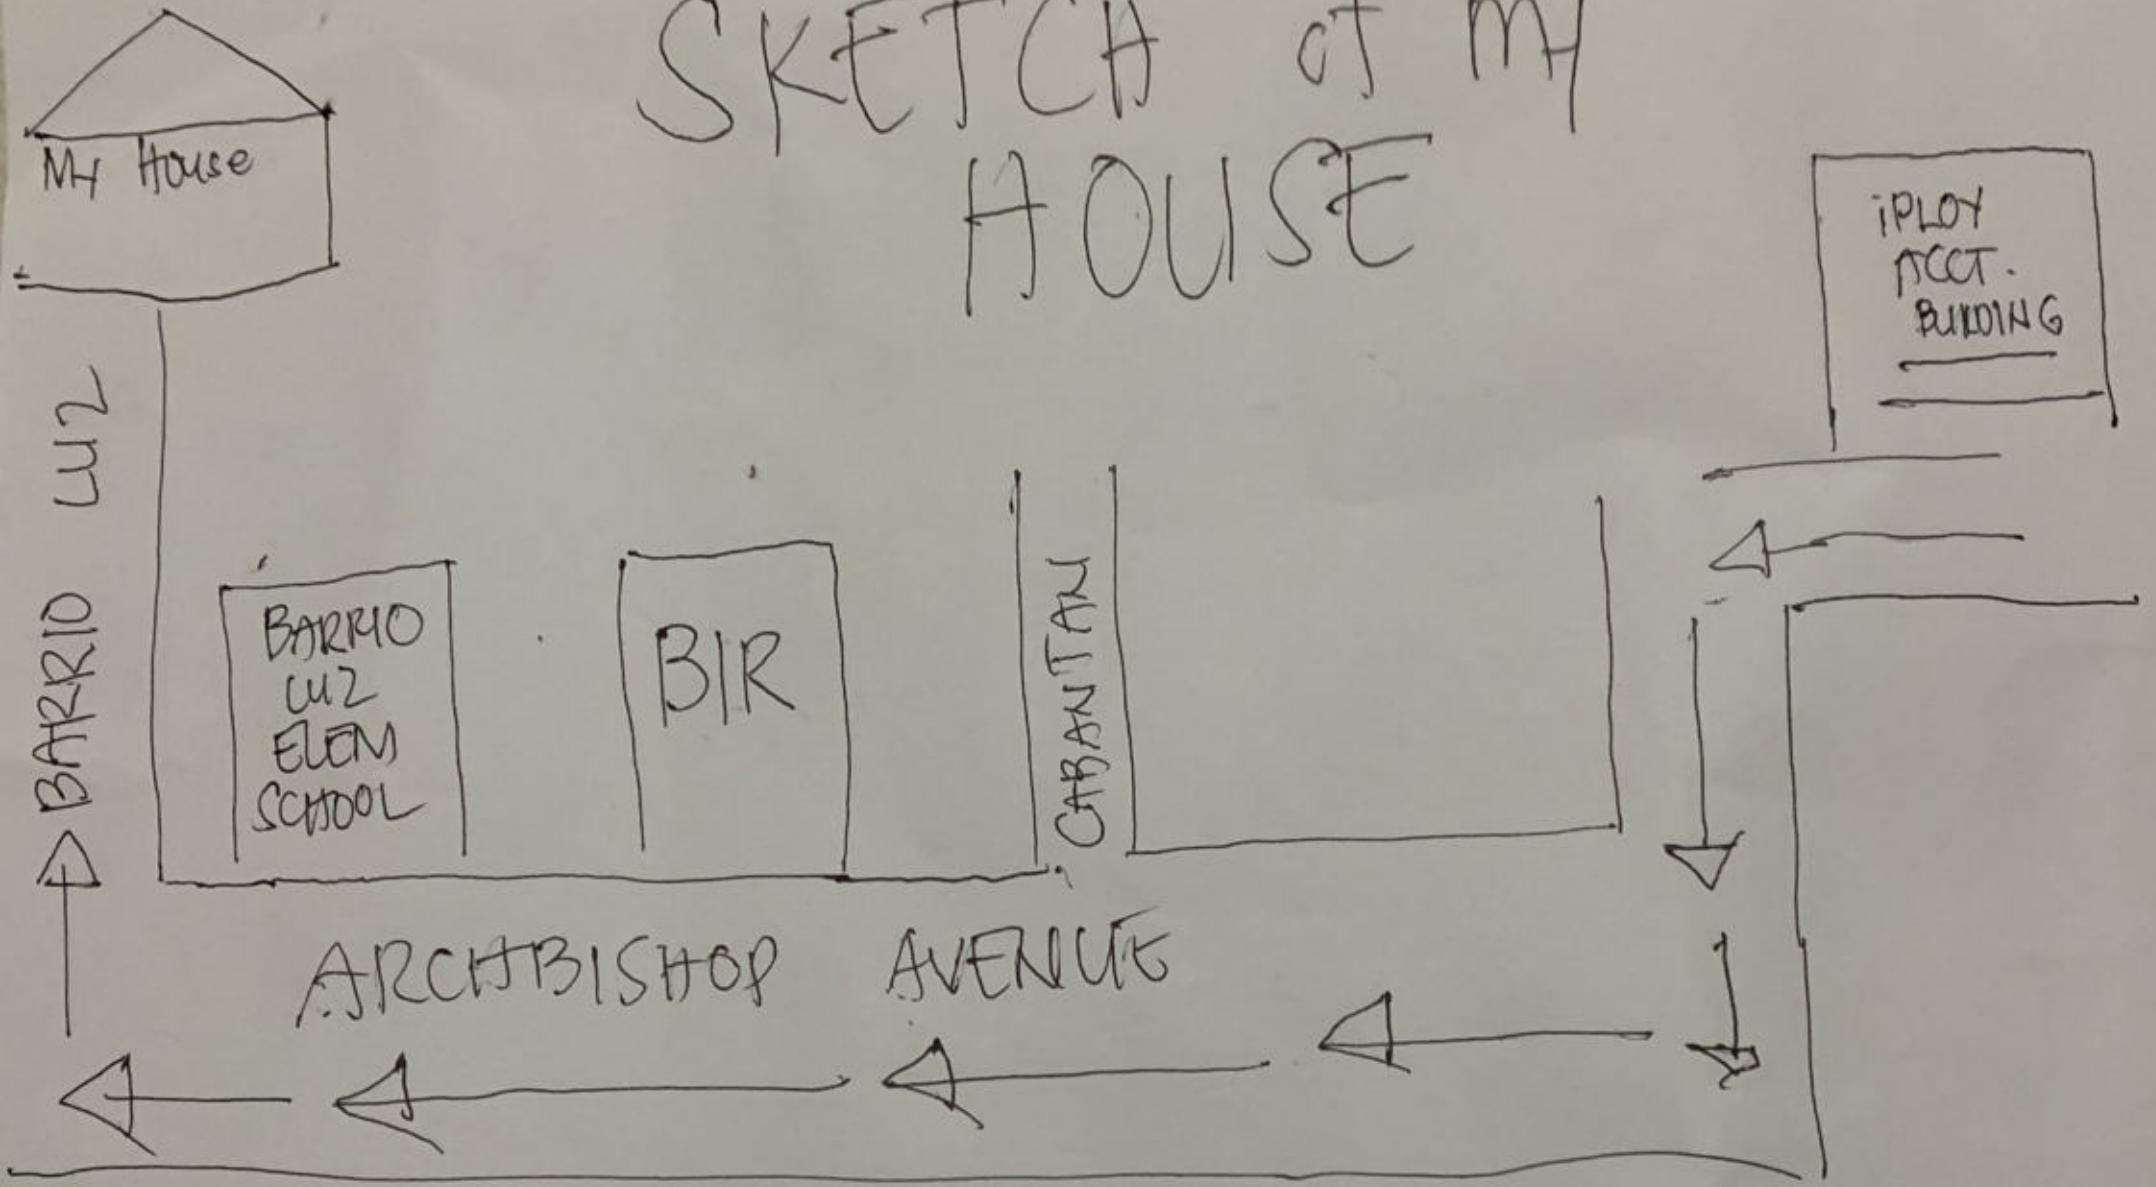 SKETCH of MY
HOUSE
My House
iPLOY
ACCT.
BUILDING
BARRIO LUZ
BARRIO
LUZ
ELEM
SCHOOL
BIR
CABANTAN
ARCHBISHOP AVENUE